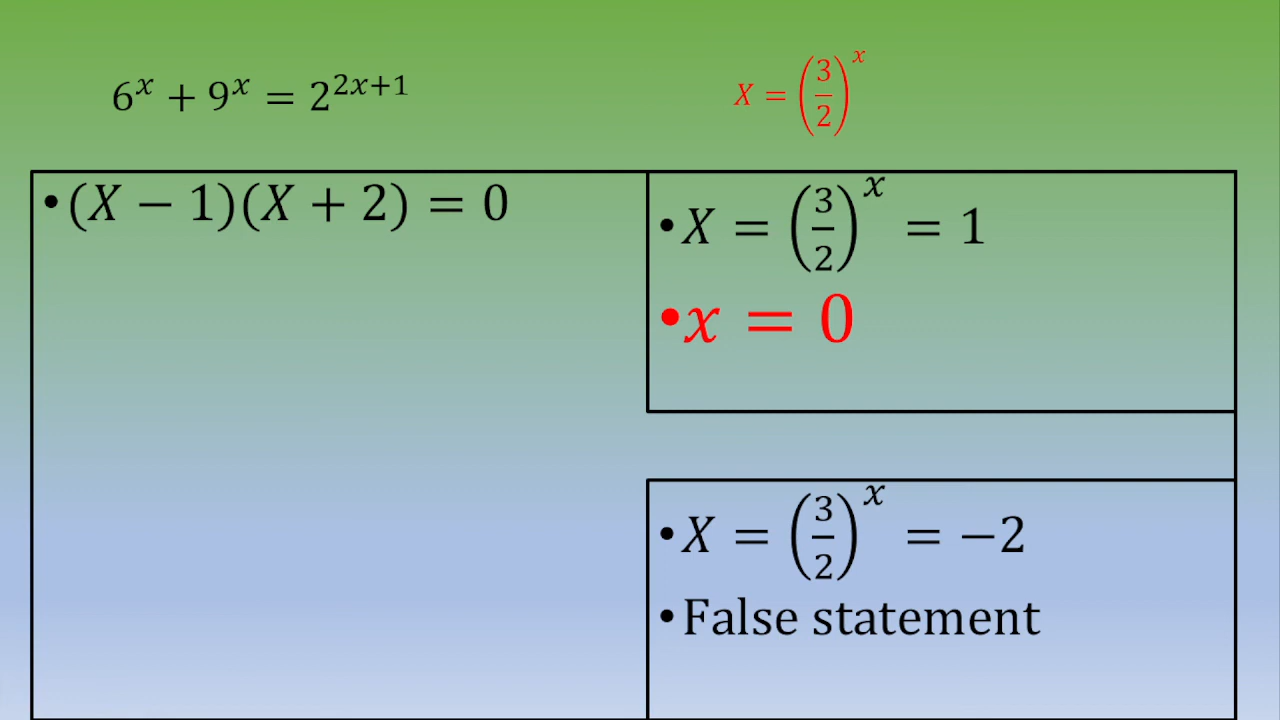 6^x + 9^x = 2^{2x+1}
X = (3/2)^x
•(X − 1)(X + 2) = 0
•X = (3/2)^x = 1
•x = 0
•X = (3/2)^x = −2
•False statement